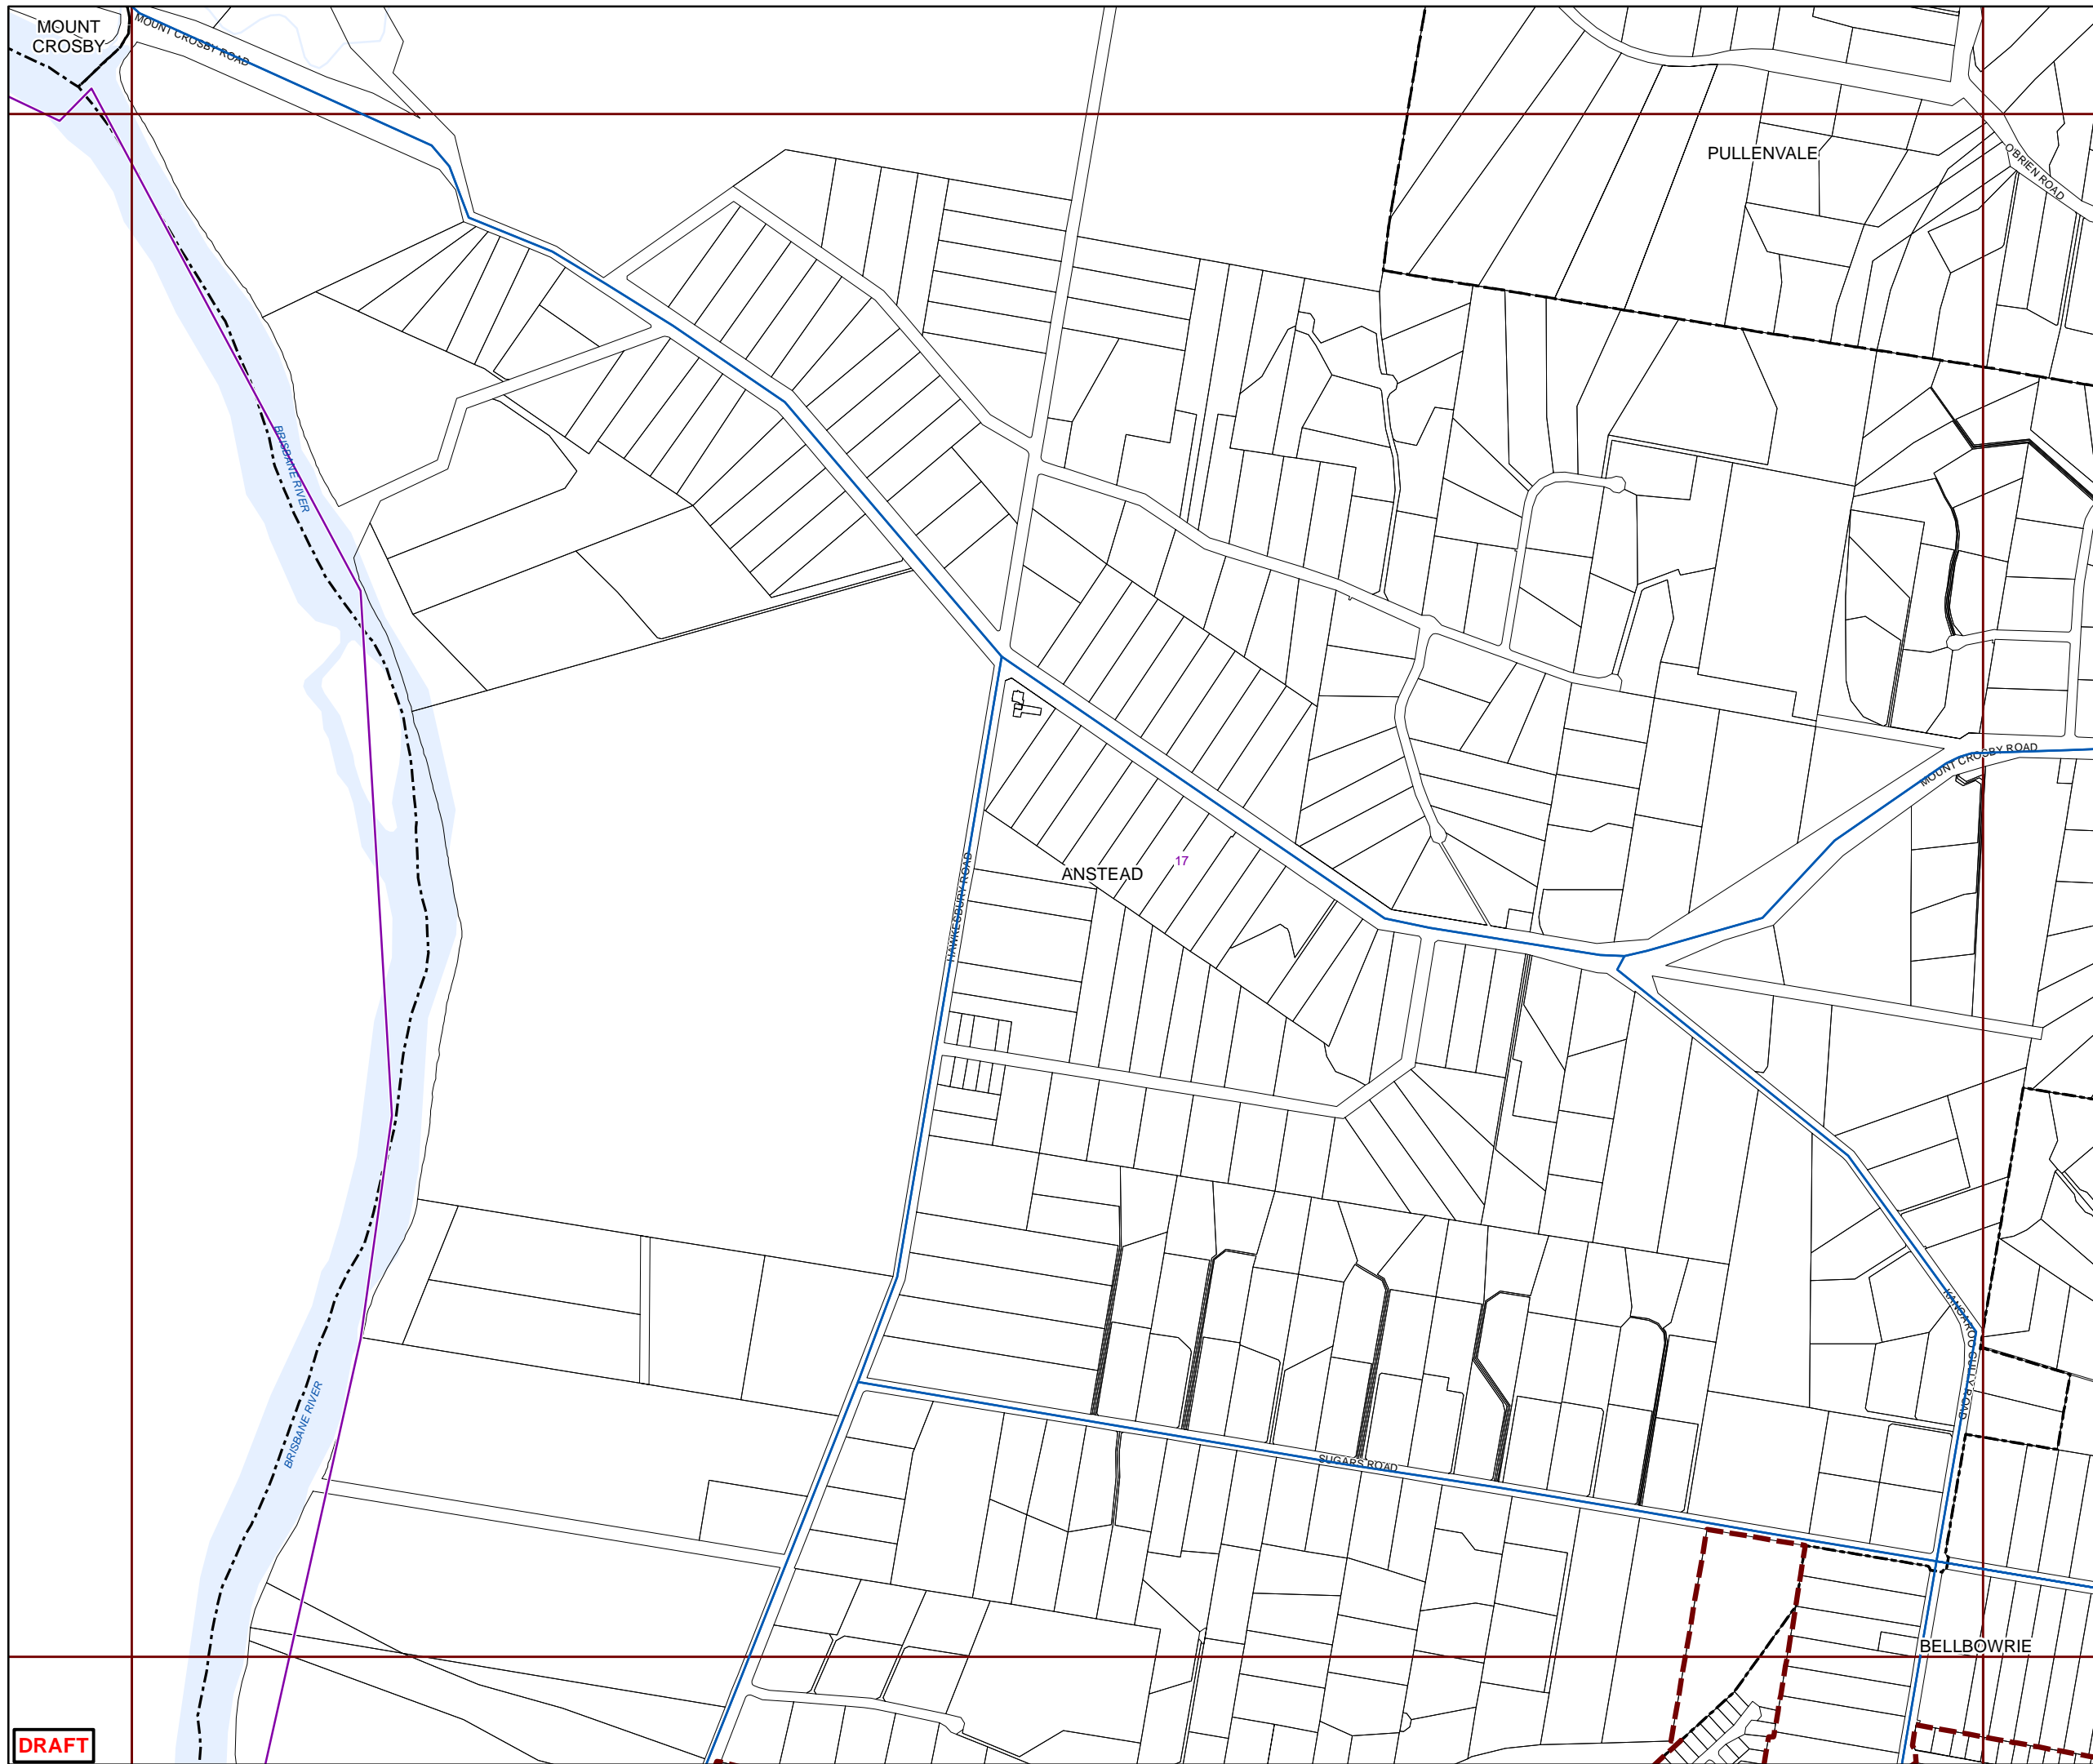 MOUNT
CROSBY
MOUNT CROSBY ROAD
PULLENVALE
O'BRIEN ROAD
BRISBANE RIVER
MOUNT CROSBY ROAD
17
ANSTEAD
HAWKESBURY ROAD
KANGAROO GULLY ROAD
BRISBANE RIVER
SUGARS ROAD
BELLBOWRIE
DRAFT